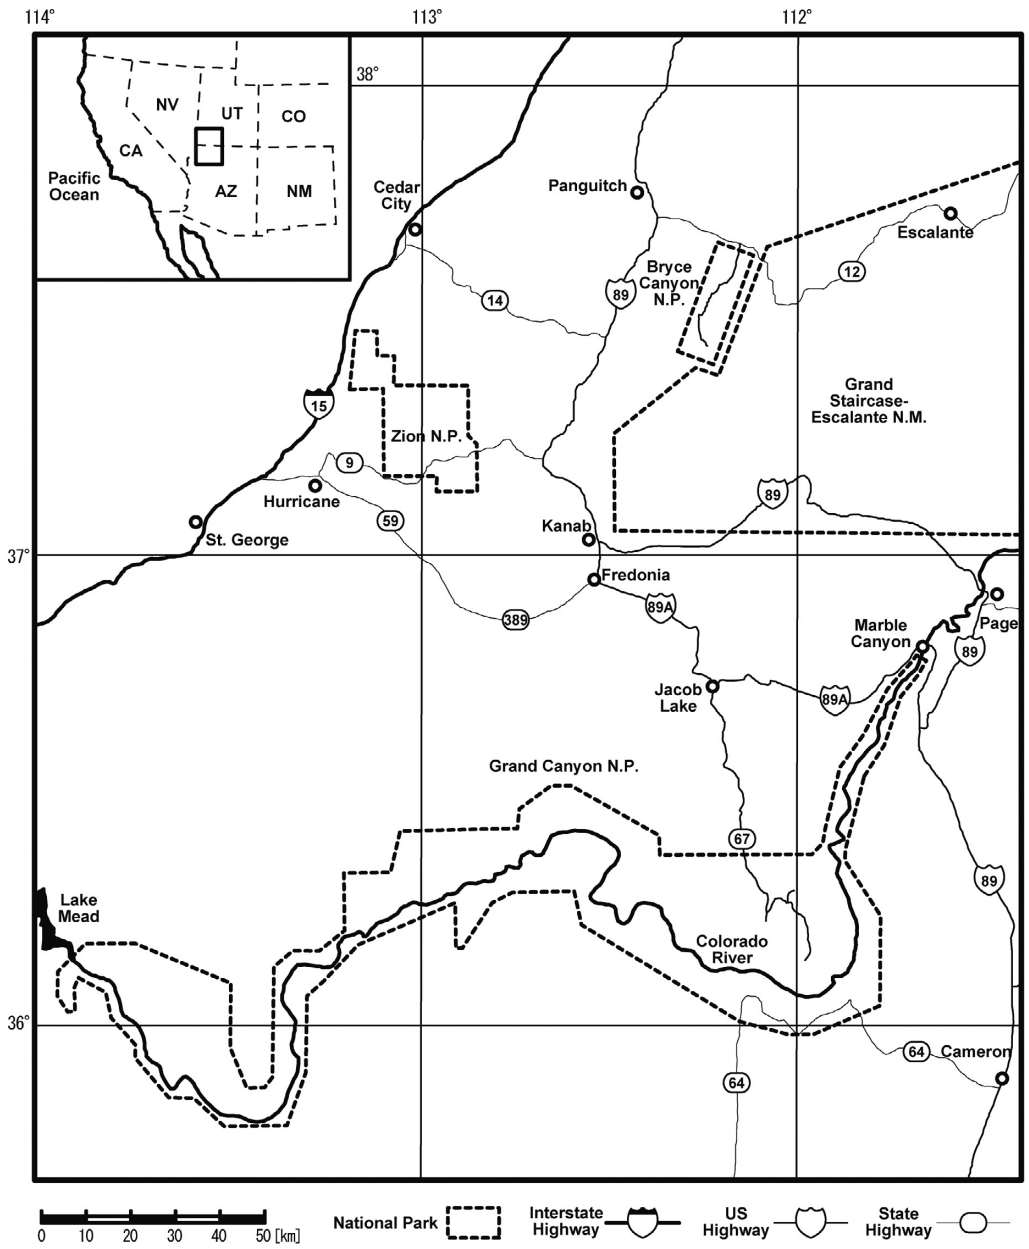 114°
113°
112°
38°
NV
UT
CO
CA
Pacific
Ocean
AZ
NM
Cedar
City
Panguitch
Escalante
Bryce
Canyon
N.P.
12
89
14
Grand
Staircase-
Escalante N.M.
15
Zion N.P.
9
Hurricane
89
59
St. George
Kanab
37°
Fredonia
89A
389
Marble
Canyon
Page
89
Jacob
Lake
89A
Grand Canyon N.P.
67
89
Lake
Mead
Colorado
River
36°
64
Cameron
64
0 10 20 30 40 50 [km]
National Park
Interstate
Highway
US
Highway
State
Highway